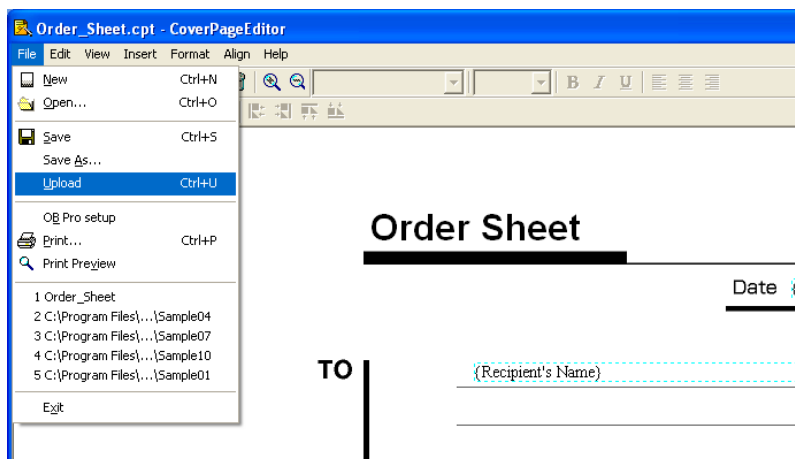 Order_Sheet.cpt - CoverPageEditor
File Edit View Insert Format Align Help
New Ctrl+N
Open... Ctrl+O
B I U
Save Ctrl+S
Save As...
Upload Ctrl+U
OB Pro setup
Print... Ctrl+P
Print Preview
1 Order_Sheet
2 C:\Program Files\...\Sample04
3 C:\Program Files\...\Sample07
4 C:\Program Files\...\Sample10
5 C:\Program Files\...\Sample01
Exit
Order Sheet
Date
TO
{Recipient's Name}